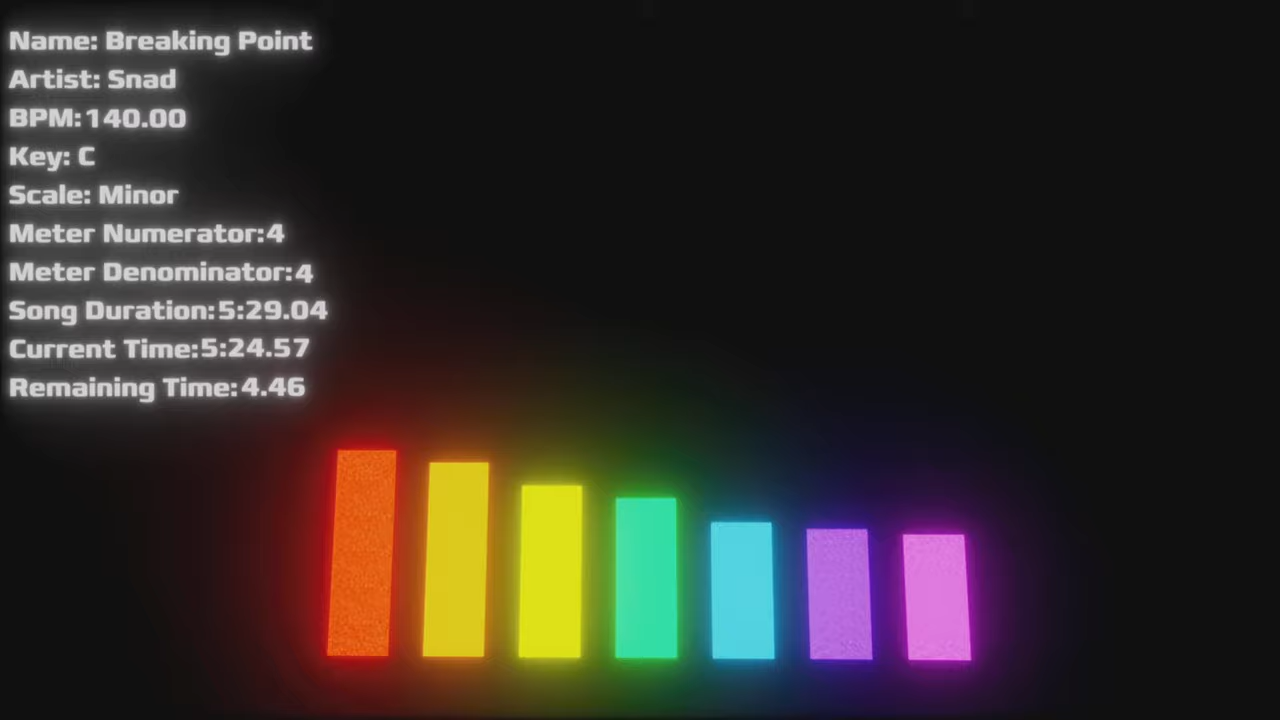 Name: Breaking Point
Artist: Snad
BPM:140.00
Key: C
Scale: Minor
Meter Numerator:4
Meter Denominator:4
Song Duration:5:29.04
Current Time:5:24.57
Remaining Time:4.46